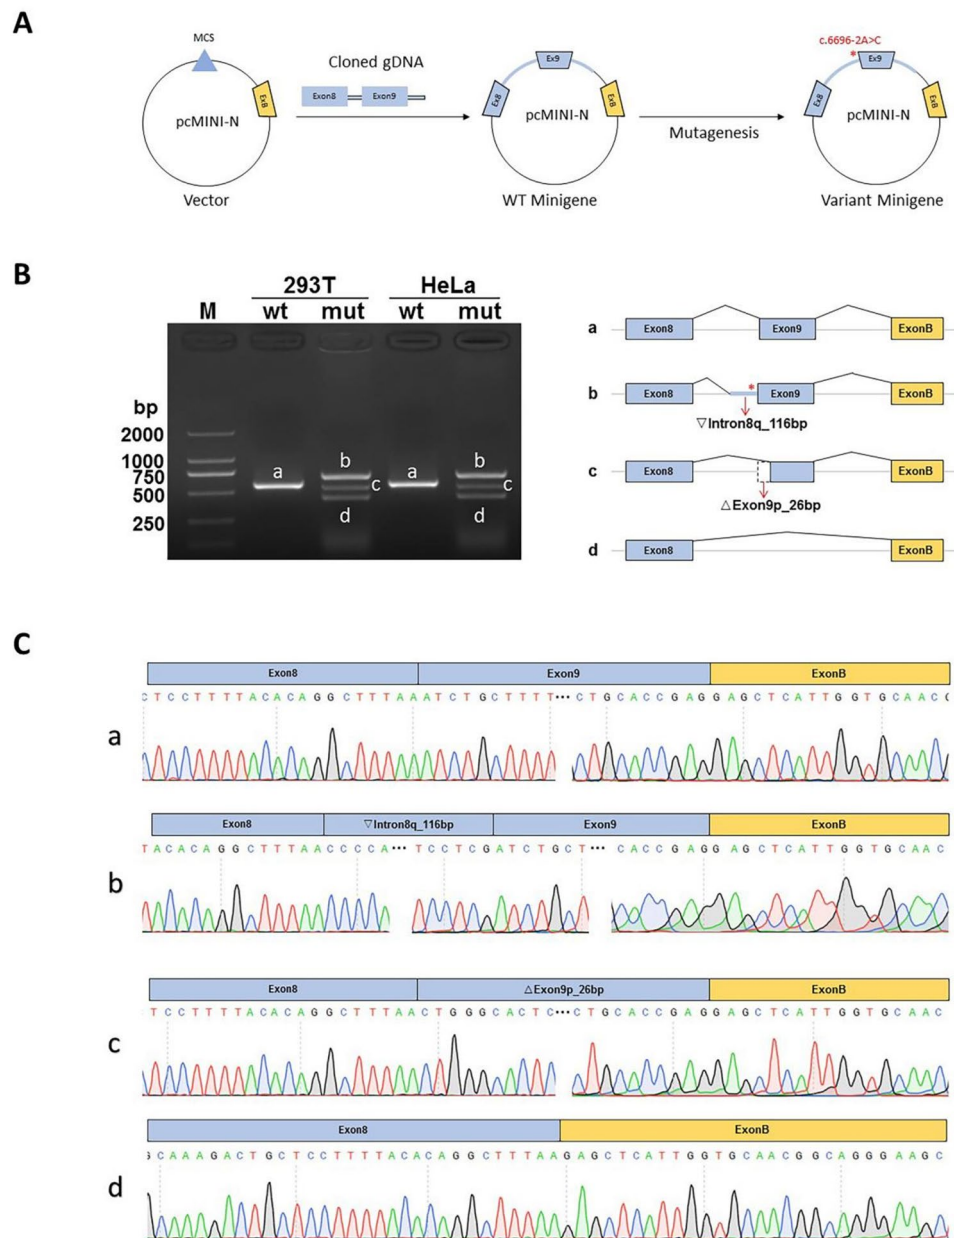 A
MCS
pcMINI-N
ExB
Vector
Cloned gDNA
Exon8
Exon9
Ex8
Ex9
ExB
pcMINI-N
WT Minigene
Mutagenesis
c.6696-2A>C
*
Ex8
Ex9
ExB
pcMINI-N
Variant Minigene
B
293T HeLa
M wt mut wt mut
bp
2000
1000
750
500
250
a b c d a b c d
a Exon8 Exon9 ExonB
b Exon8 * Exon9 ExonB
▽Intron8q_116bp
c Exon8 ExonB
△Exon9p_26bp
d Exon8 ExonB
C
Exon8 Exon9 ExonB
CTCCTTTTACACAGGCTTTAAATCTGCTTTT···CTGCACCGAGGAGCTCATTGGTGCAAC
a
Exon8 ▽Intron8q_116bp Exon9 ExonB
TACACAGGCTTTAACCCCA··· TCCTCGATCTGCT··· CACCGAGGAGCTCATTGGTGCAAC
b
Exon8 △Exon9p_26bp ExonB
TCCTTTTACACAGGCTTTAACTGGGCACTC···CTGCACCGAGGAGCTCATTGGTGCAAC
c
Exon8 ExonB
CAAAGACTGCTCCTTTTACACAGGCTTTAAGAGCTCATTGGTGCAACGGCAGGGAAGC
d